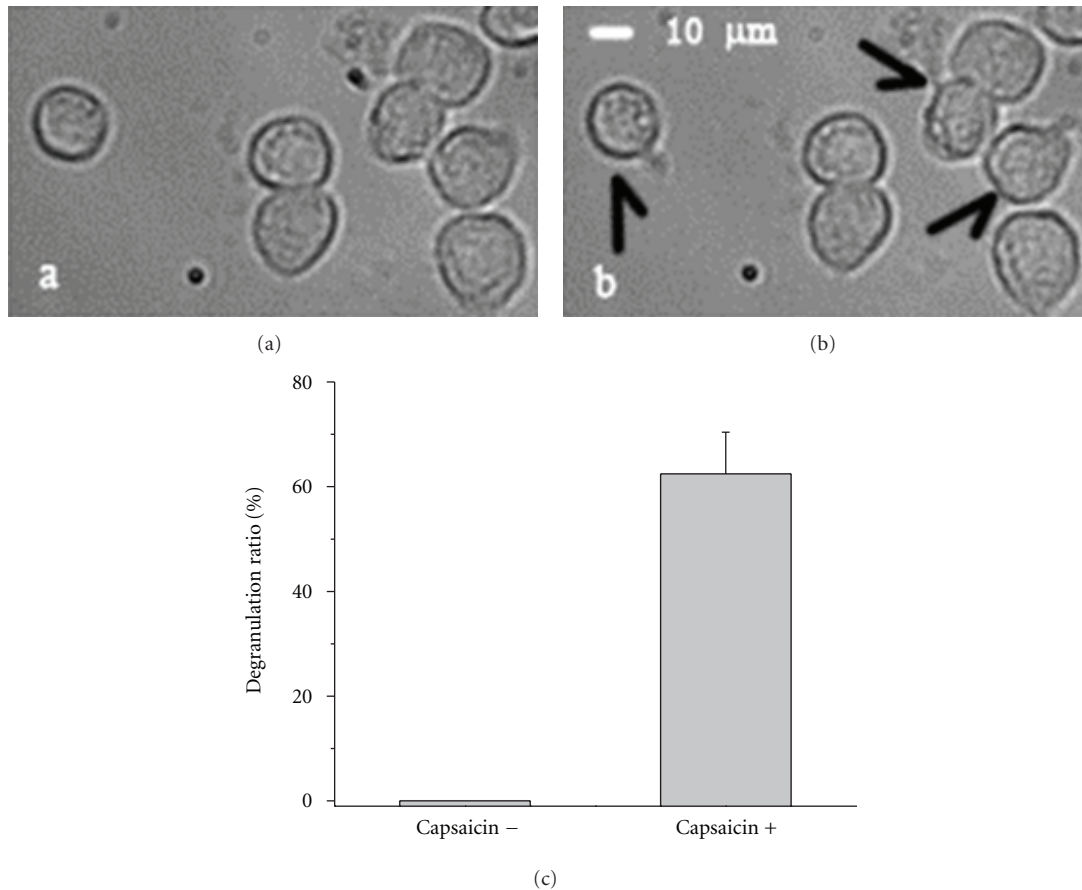 a
b
10 μm
(a)
(b)
80
60
40
20
0
Degranulation ratio (%)
Capsaicin −
Capsaicin +
(c)